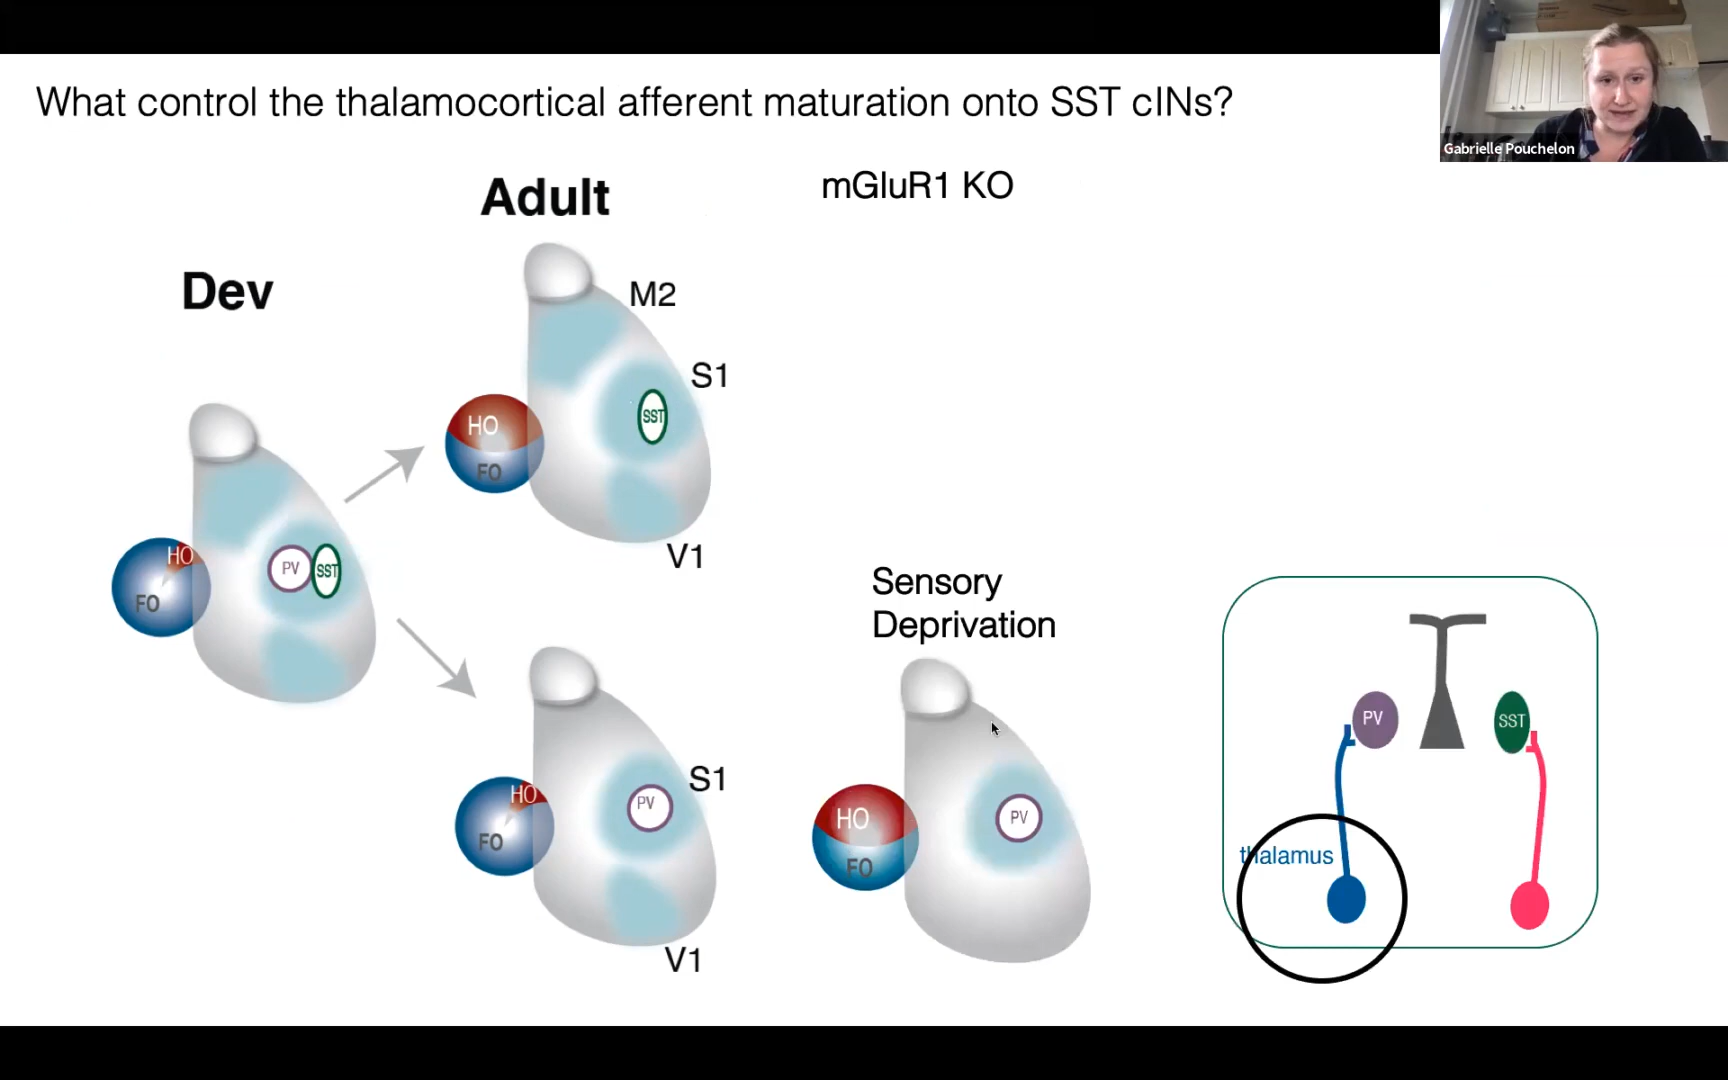 What control the thalamocortical afferent maturation onto SST cINs?
Gabrielle Pouchelon
Adult
mGluR1 KO
Dev
M2
S1
SST
HO
FO
V1
HO
FO
PV
SST
Sensory
Deprivation
S1
PV
HO
FO
V1
HO
FO
PV
PV
SST
thalamus